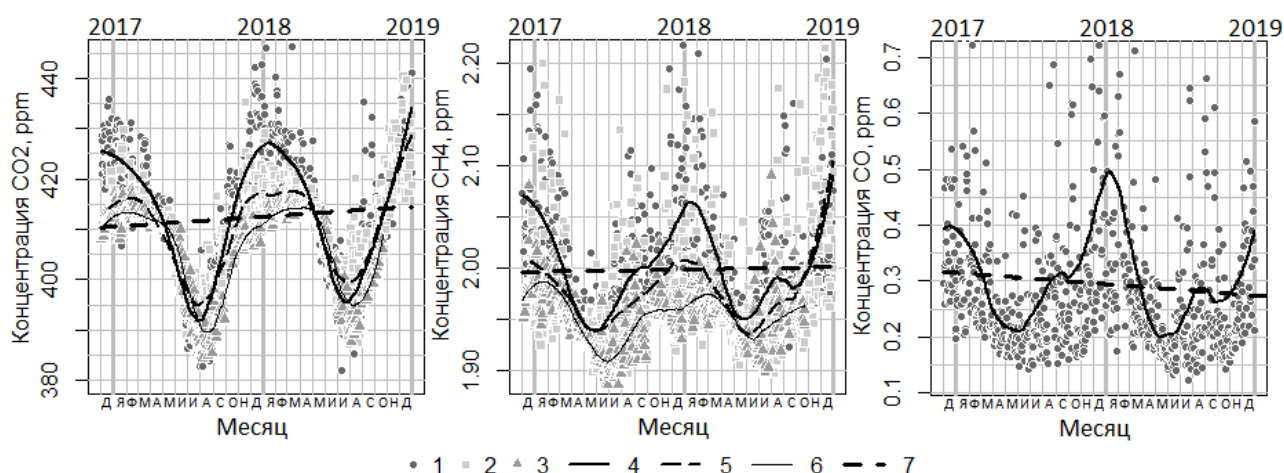 2017 2018 2019
Концентрация CO2, ppm
440
420
400
380
Д Я Ф М А М И И А С О Н Д Я Ф М А М И И А С О Н Д
Месяц
2017 2018 2019
Концентрация CH4, ppm
2.20
2.10
2.00
1.90
Д Я Ф М А М И И А С О Н Д Я Ф М А М И И А С О Н Д
Месяц
2017 2018 2019
Концентрация CO, ppm
0.7
0.6
0.5
0.4
0.3
0.2
0.1
Д Я Ф М А М И И А С О Н Д Я Ф М А М И И А С О Н Д
Месяц
1 2 3 4 5 6 7